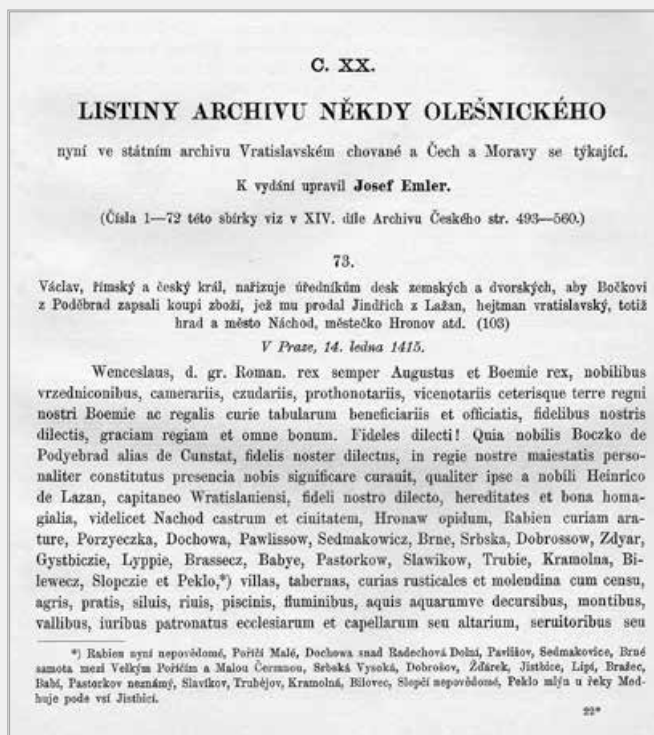 C. XX.
LISTINY ARCHIVU NĚKDY OLEŠNICKÉHO
nyní ve státním archivu Vratislavském chované a Čech a Moravy se týkající.
K vydání upravil Josef Emler.
(Čísla 1—72 této sbírky viz v XIV. díle Archivu Českého str. 493—560.)
73.
Václav, římský a český král, nařizuje úředníkům desk zemských a dvorských, aby Bočkovi
z Poděbrad zapsali koupi zboží, jež mu prodal Jindřich z Lažan, hejtman vratislavský, totiž
hrad a město Náchod, městečko Hronov atd. (103)
V Praze, 14. ledna 1415.
Wenceslaus, d. gr. Roman. rex semper Augustus et Boemie rex, nobilibus
vrzedniconibus, camerariis, czudariis, prothonotariis, vicenotariis ceterisque terre regni
nostri Boemie ac regalis curie tabularum beneficiariis et officiatis, fidelibus nostris
dilectis, graciam regiam et omne bonum. Fideles dilecti! Quia nobilis Boczko de
Podyebrad alias de Cunstat, fidelis noster dilectus, in regie nostre maiestatis perso-
naliter constitutus presencia nobis significare curauit, qualiter ipse a nobili Heinrico
de Lazan, capitaneo Wratislauiensi, fideli nostro dilecto, hereditates et bona homa-
gialia, videlicet Nachod castrum et ciuitatem, Hronaw opidum, Rabien curiam ara-
ture, Porzyeczka, Dochowa, Pawlissow, Sedmakowicz, Brne, Srbska, Dobrossow, Zdyar,
Gystbiczie, Lyppie, Brassecz, Babye, Pastorkow, Slawikow, Trubie, Kramolna, Bi-
lewecz, Slopczie et Peklo,*) villas, tabernas, curias rusticales et molendina cum censu,
agris, pratis, siluis, riuis, piscinis, fluminibus, aquis aquarumve decursibus, montibus,
vallibus, iuribus patronatus ecclesiarum et capellarum seu altarium, seruitoribus seu
*) Rabien nyní nepovědomé, Poříčí Malé, Dochowa snad Radechová Dolní, Pavlišov, Sedmakovice, Brné
samota mezi Velkým Poříčím a Malou Čermnou, Srbská Vysoká, Dobrošov, Žďárek, Jistbice, Lipí, Bražec,
Babí, Pastorkov neznámý, Slavíkov, Trubějov, Kramolná, Bílovec, Slopčí nepovědomé, Peklo mlýn u řeky Med-
huje pode vsí Jistbicí.
22*